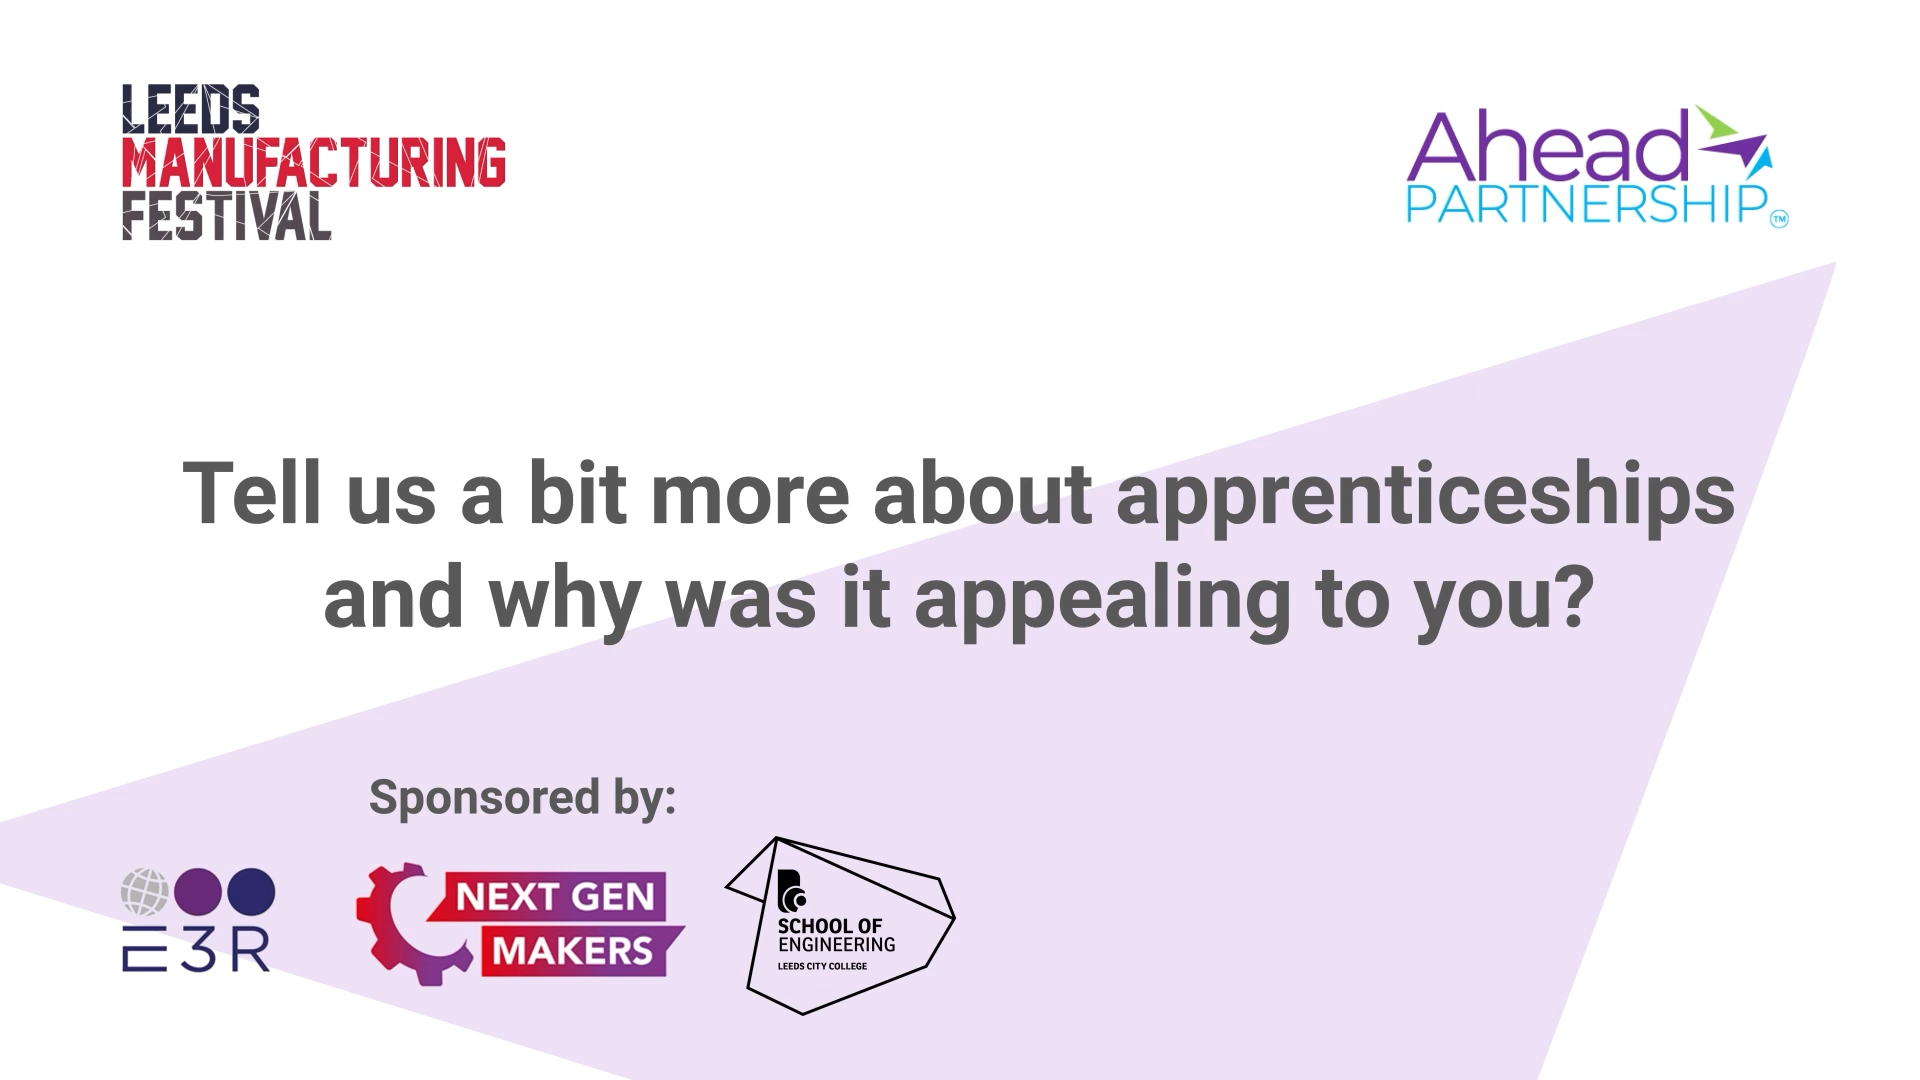 LEEDS
MANUFACTURING
FESTIVAL
Ahead
PARTNERSHIP
TM
Tell us a bit more about apprenticeships
and why was it appealing to you?
Sponsored by:
E3R
NEXT GEN
MAKERS
SCHOOL OF
ENGINEERING
LEEDS CITY COLLEGE